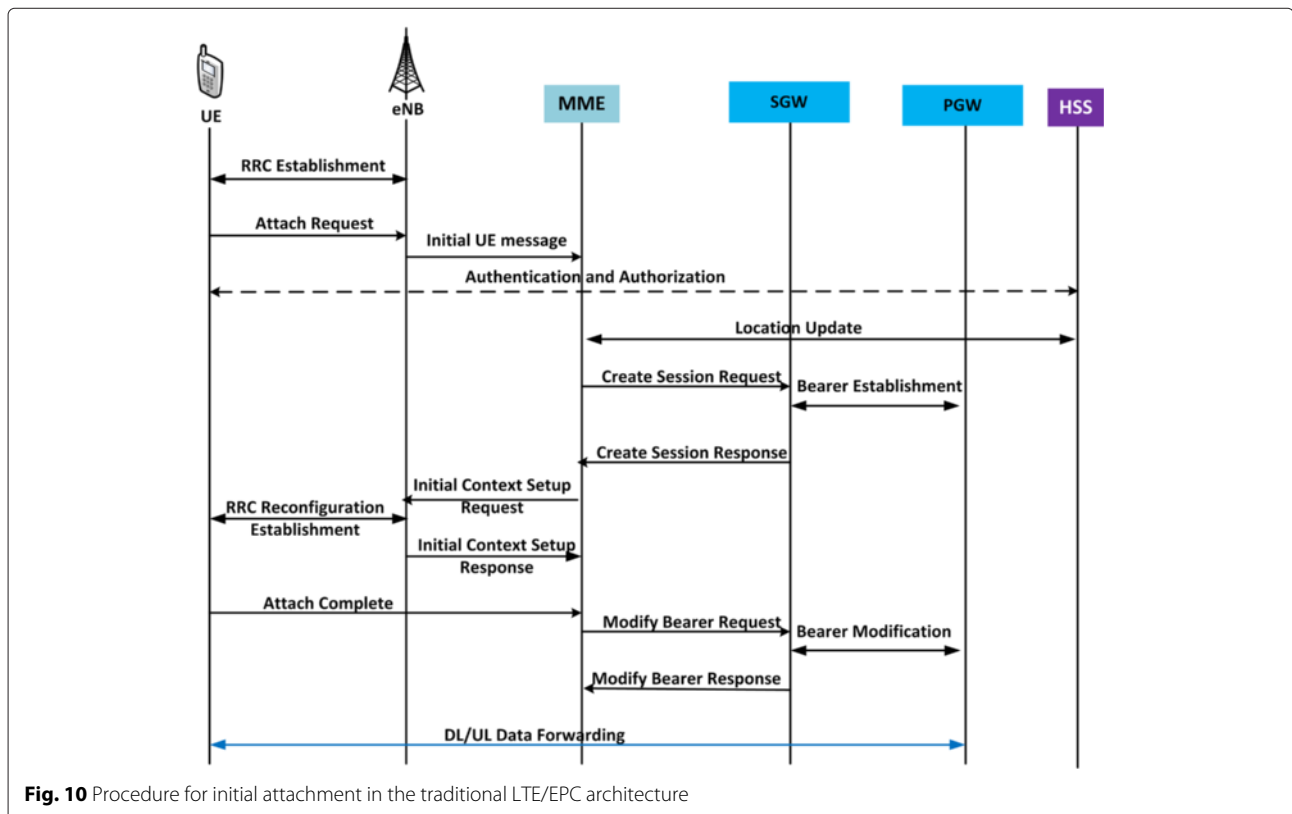 UE
eNB
MME
SGW
PGW
HSS
RRC Establishment
Attach Request
Initial UE message
Authentication and Authorization
Location Update
Create Session Request
Bearer Establishment
Create Session Response
Initial Context Setup
Request
RRC Reconfiguration
Establishment
Initial Context Setup
Response
Attach Complete
Modify Bearer Request
Bearer Modification
Modify Bearer Response
DL/UL Data Forwarding
Fig. 10 Procedure for initial attachment in the traditional LTE/EPC architecture